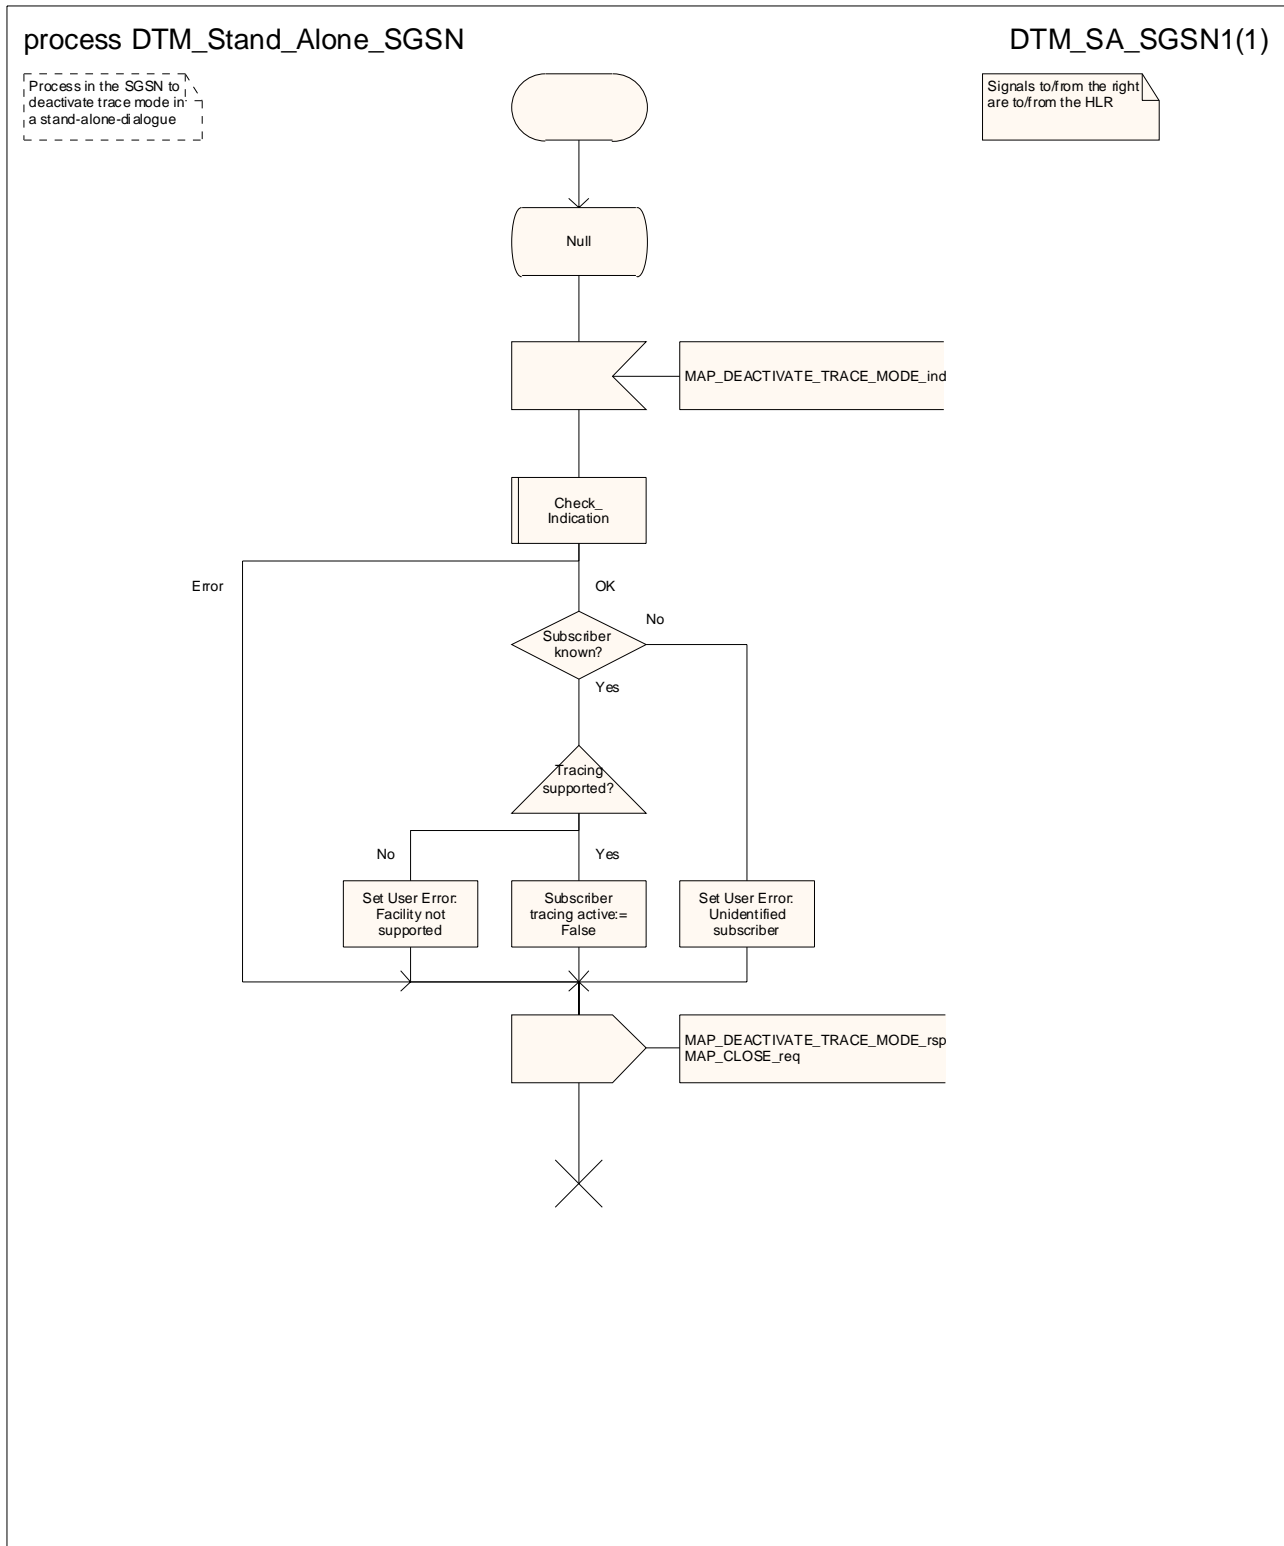 process DTM_Stand_Alone_SGSN
DTM_SA_SGSN1(1)
Process in the SGSN to
deactivate trace mode in
a stand-alone-dialogue
Signals to/from the right
are to/from the HLR
Null
MAP_DEACTIVATE_TRACE_MODE_ind
Check_
Indication
Error
OK
No
Subscriber
known?
Yes
Tracing
supported?
No
Yes
Set User Error:
Facility not
supported
Subscriber
tracing active:=
False
Set User Error:
Unidentified
subscriber
MAP_DEACTIVATE_TRACE_MODE_rsp
MAP_CLOSE_req